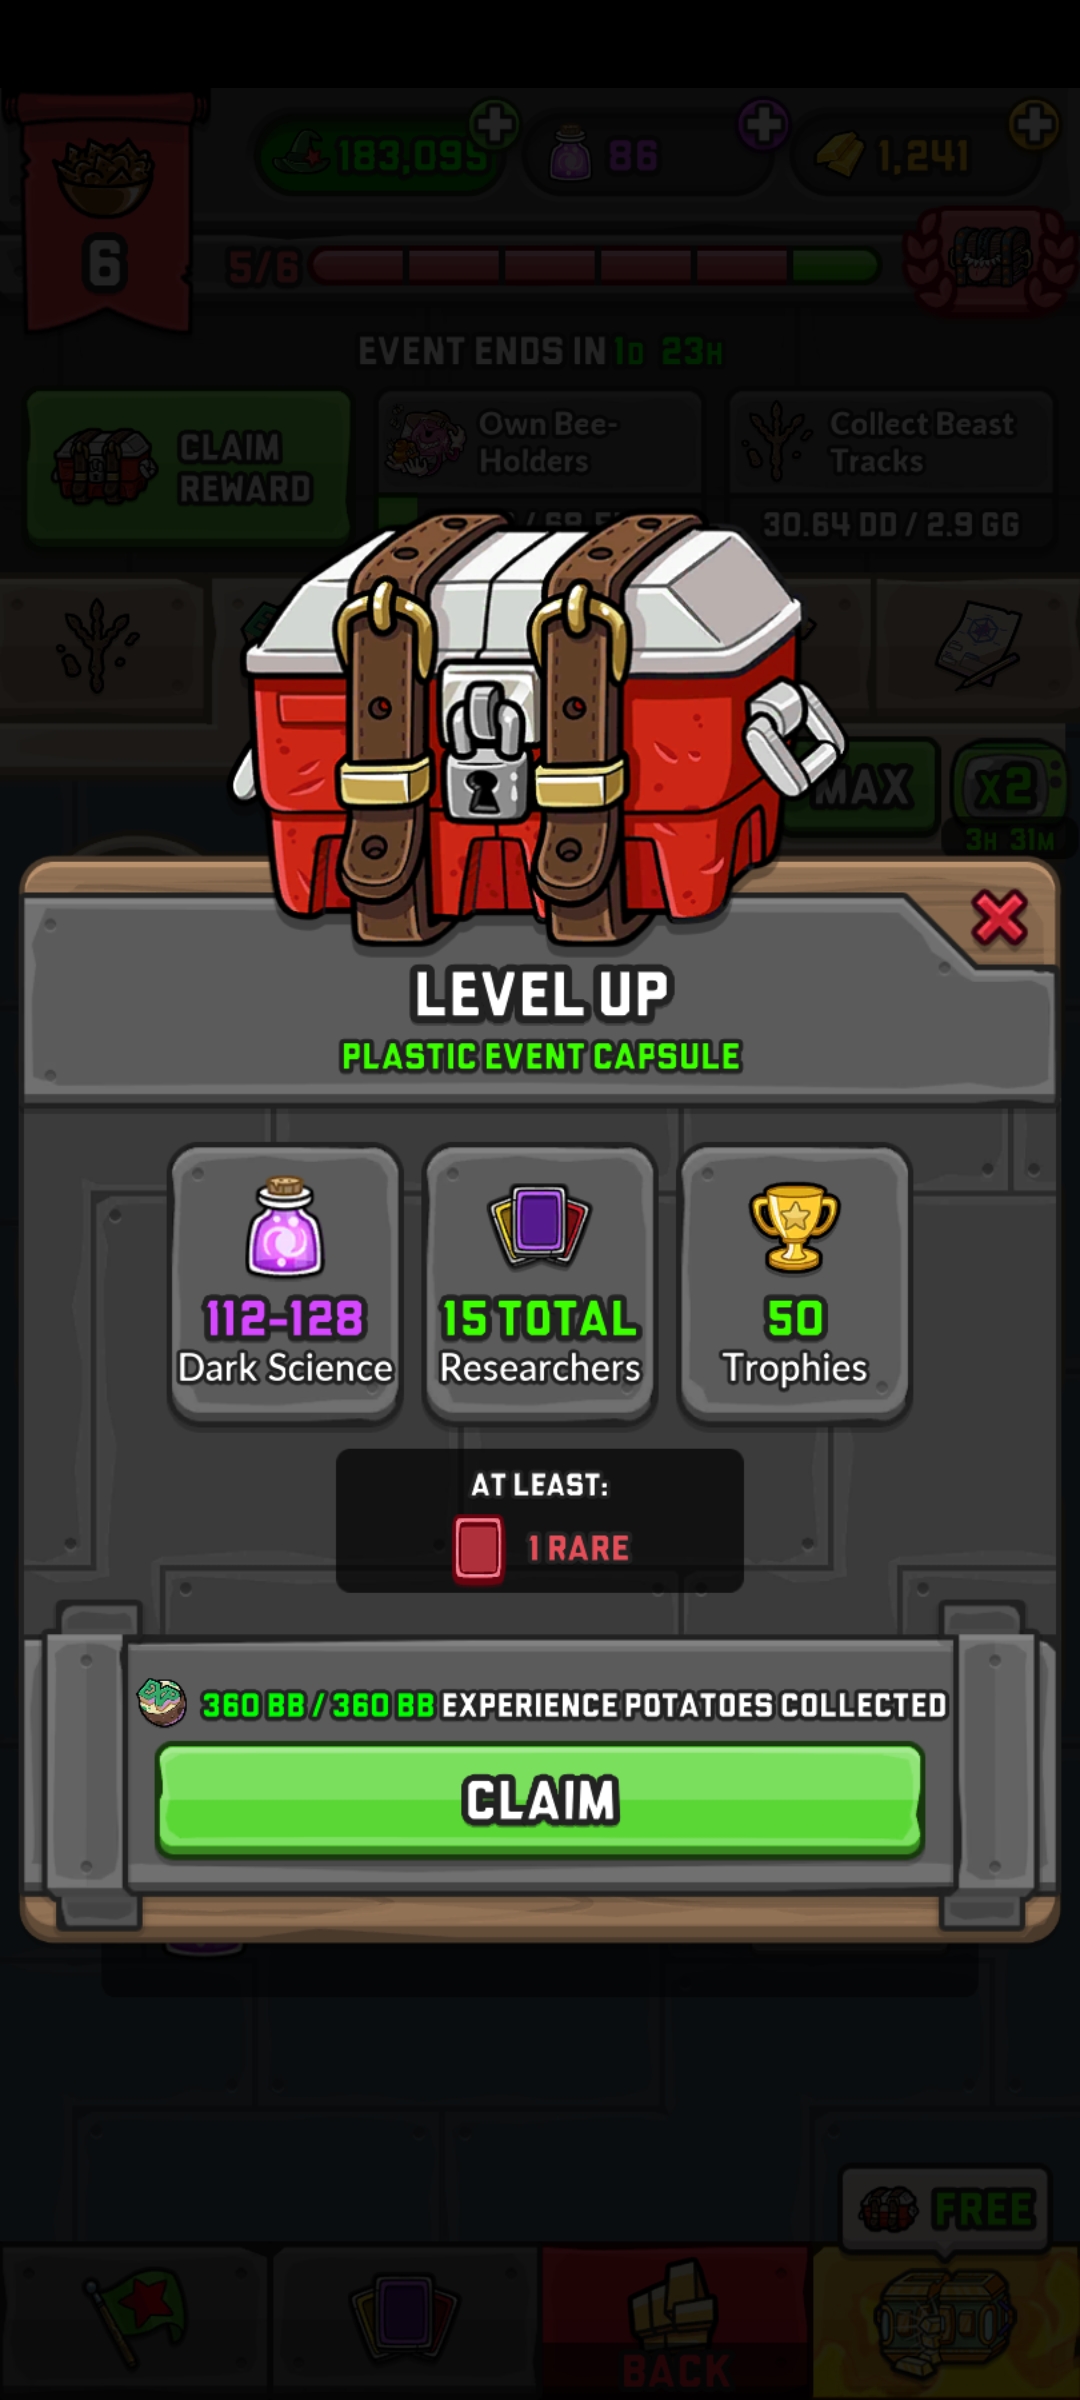 183,095
86
1,241
6
5/6
EVENT ENDS IN 1D 23H
CLAIM
REWARD
Own Bee-
Holders
Collect Beast
Tracks
30.64 DD / 2.9 GG
MAX
x2
3H 31M
LEVEL UP
PLASTIC EVENT CAPSULE
112-128
Dark Science
15 TOTAL
Researchers
50
Trophies
AT LEAST:
1 RARE
360 BB / 360 BB EXPERIENCE POTATOES COLLECTED
CLAIM
FREE
BACK